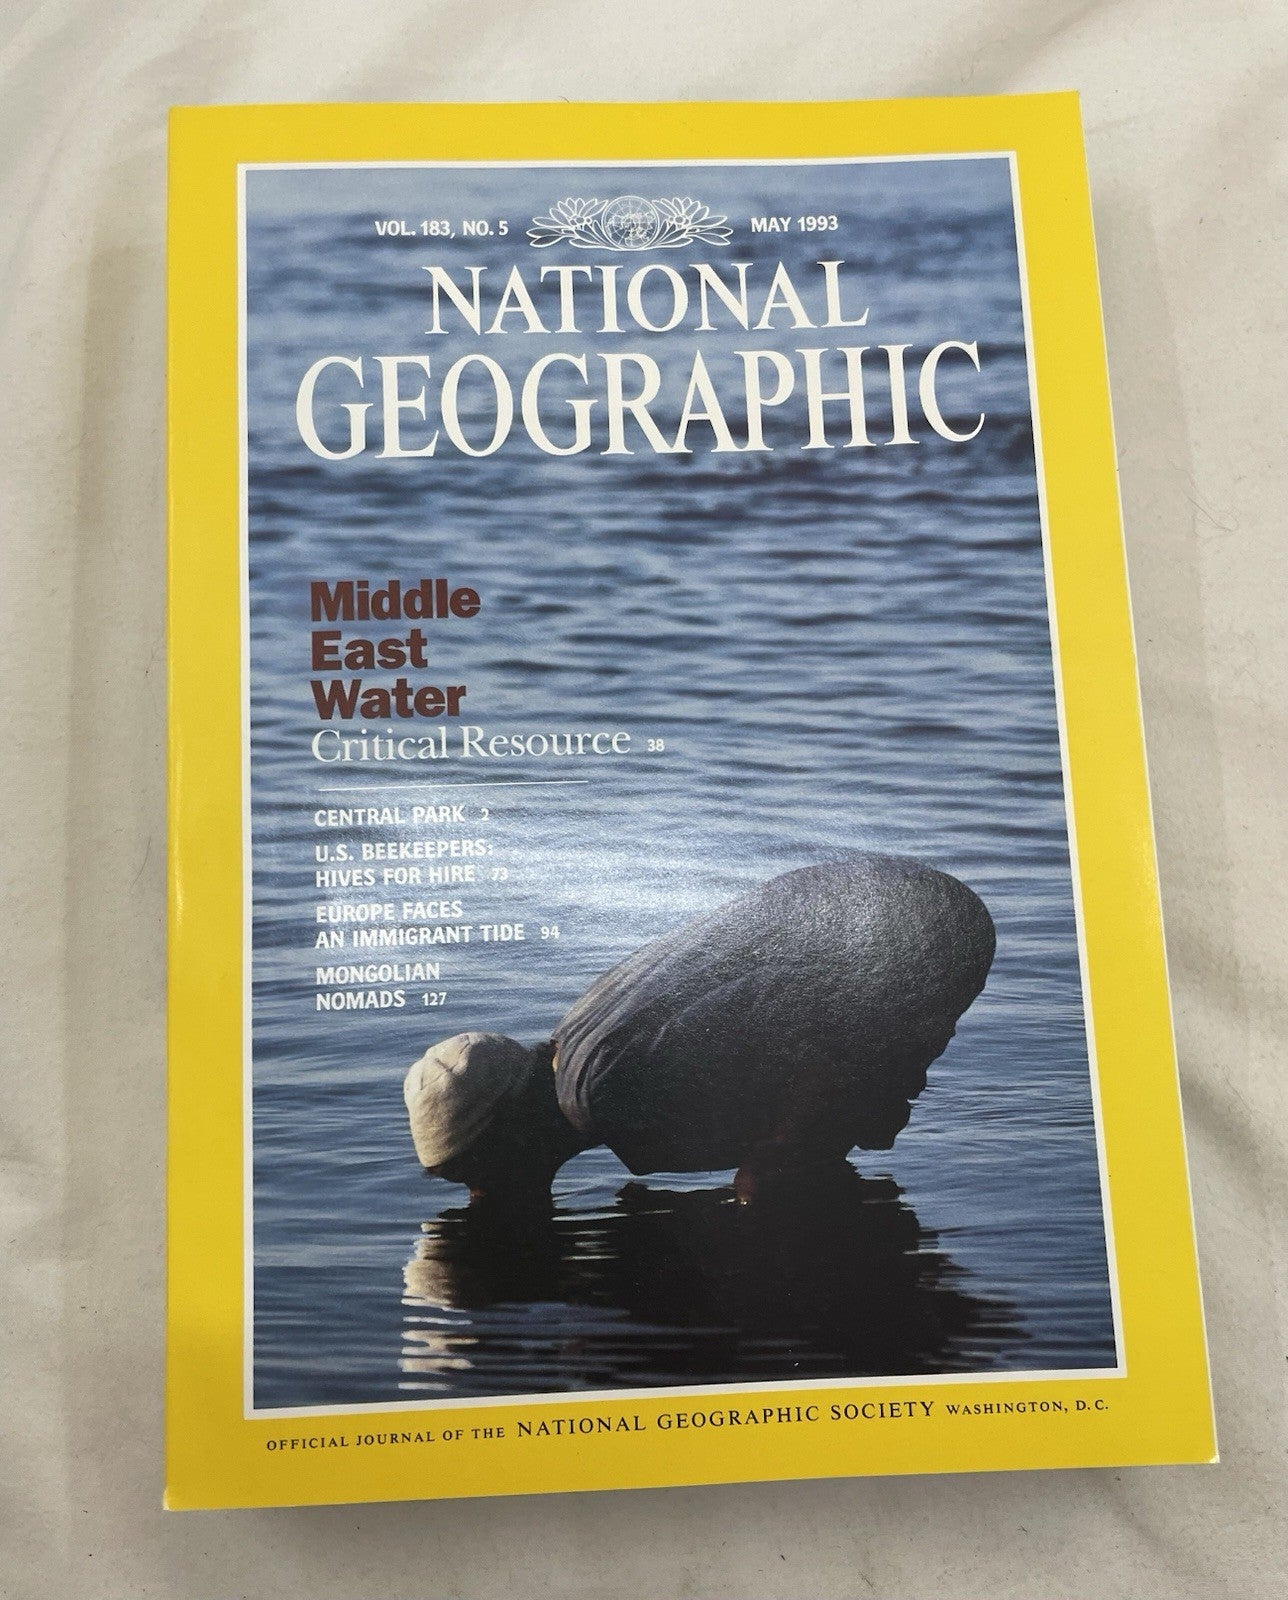 VOL. 183, NO. 5 MAY 1993
NATIONAL
GEOGRAPHIC
Middle
East
Water
Critical Resource 38
CENTRAL PARK 2
U.S. BEEKEEPERS:
HIVES FOR HIRE 73
EUROPE FACES
AN IMMIGRANT TIDE 94
MONGOLIAN
NOMADS 127
OFFICIAL JOURNAL OF THE NATIONAL GEOGRAPHIC SOCIETY WASHINGTON, D.C.